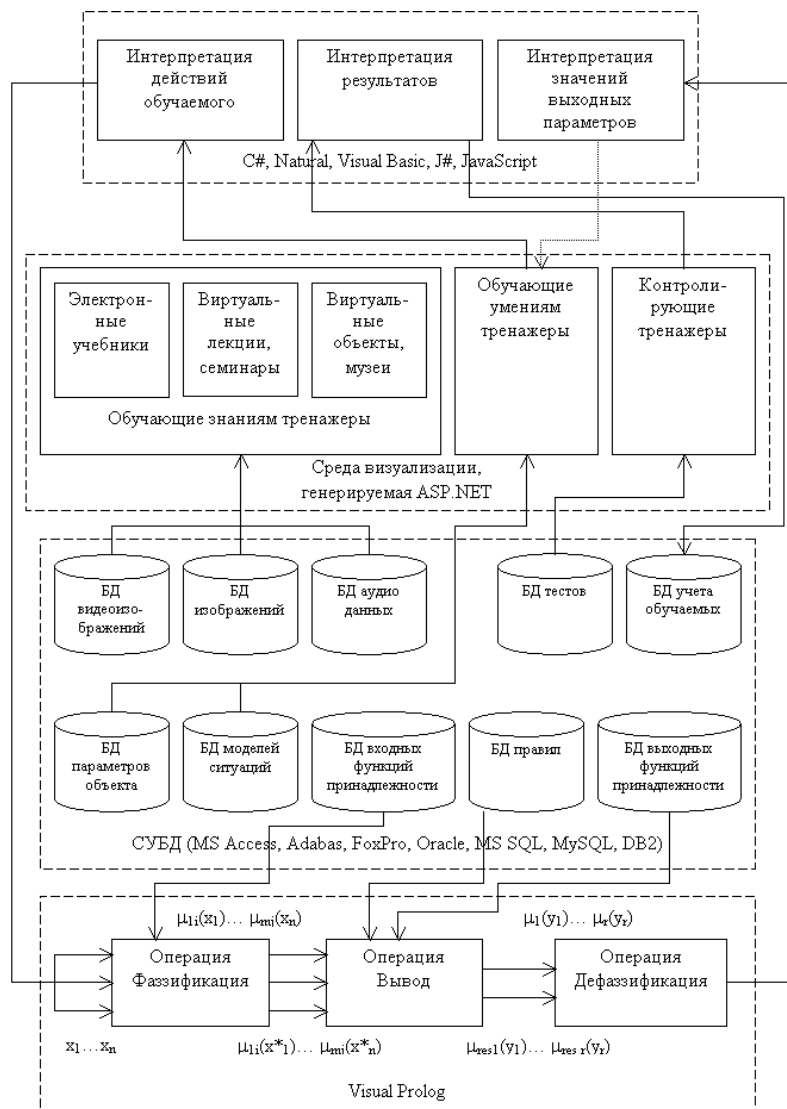 Интерпретация
действий
обучаемого
Интерпретация
результатов
Интерпретация
значений
выходных
параметров
C#, Natural, Visual Basic, J#, JavaScript
Электрон-
ные
учебники
Виртуаль-
ные
лекции,
семинары
Виртуаль-
ные
объекты,
музеи
Обучающие знаниям тренажеры
Обучающие
умениям
тренажеры
Контроли-
рующие
тренажеры
Среда визуализации,
генерируемая ASP.NET
БД
видеоизо-
бражений
БД
изображений
БД аудио
данных
БД тестов
БД учета
обучаемых
БД
параметров
объекта
БД моделей
ситуаций
БД входных
функций
принадлежности
БД правил
БД выходных
функций
принадлежности
СУБД (MS Access, Adabas, FoxPro, Oracle, MS SQL, MySQL, DB2)
μ1i(x1)… μmj(xn)
μ1(y1)… μr(yr)
Операция
Фаззификация
Операция
Вывод
Операция
Дефаззификация
x1…xn
μ1i(x*1)… μmj(x*n)
μres1(y1)… μres r(yr)
Visual Prolog